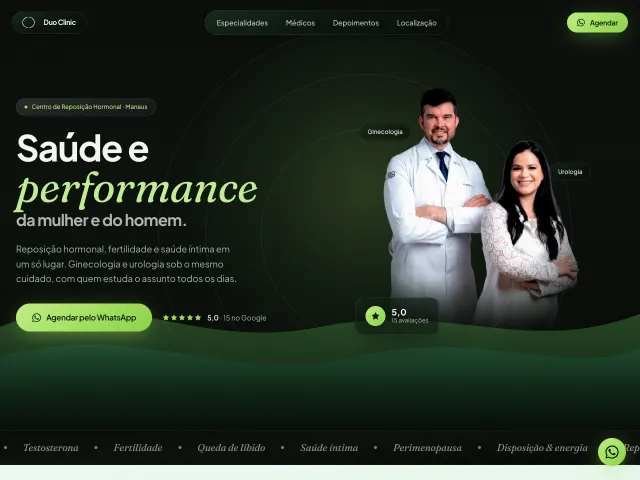 Duo Clinic
Especialidades Médicos Depoimentos Localização
Agendar
Centro de Reposição Hormonal · Manaus
Saúde e
performance
da mulher e do homem.
Reposição hormonal, fertilidade e saúde íntima em
um só lugar. Ginecologia e urologia sob o mesmo
cuidado, com quem estuda o assunto todos os dias.
Agendar pelo WhatsApp
5,0 · 15 no Google
Ginecologia
Urologia
5,0
15 avaliações
Testosterona • Fertilidade • Queda de libido • Saúde íntima • Perimenopausa • Disposição & energia